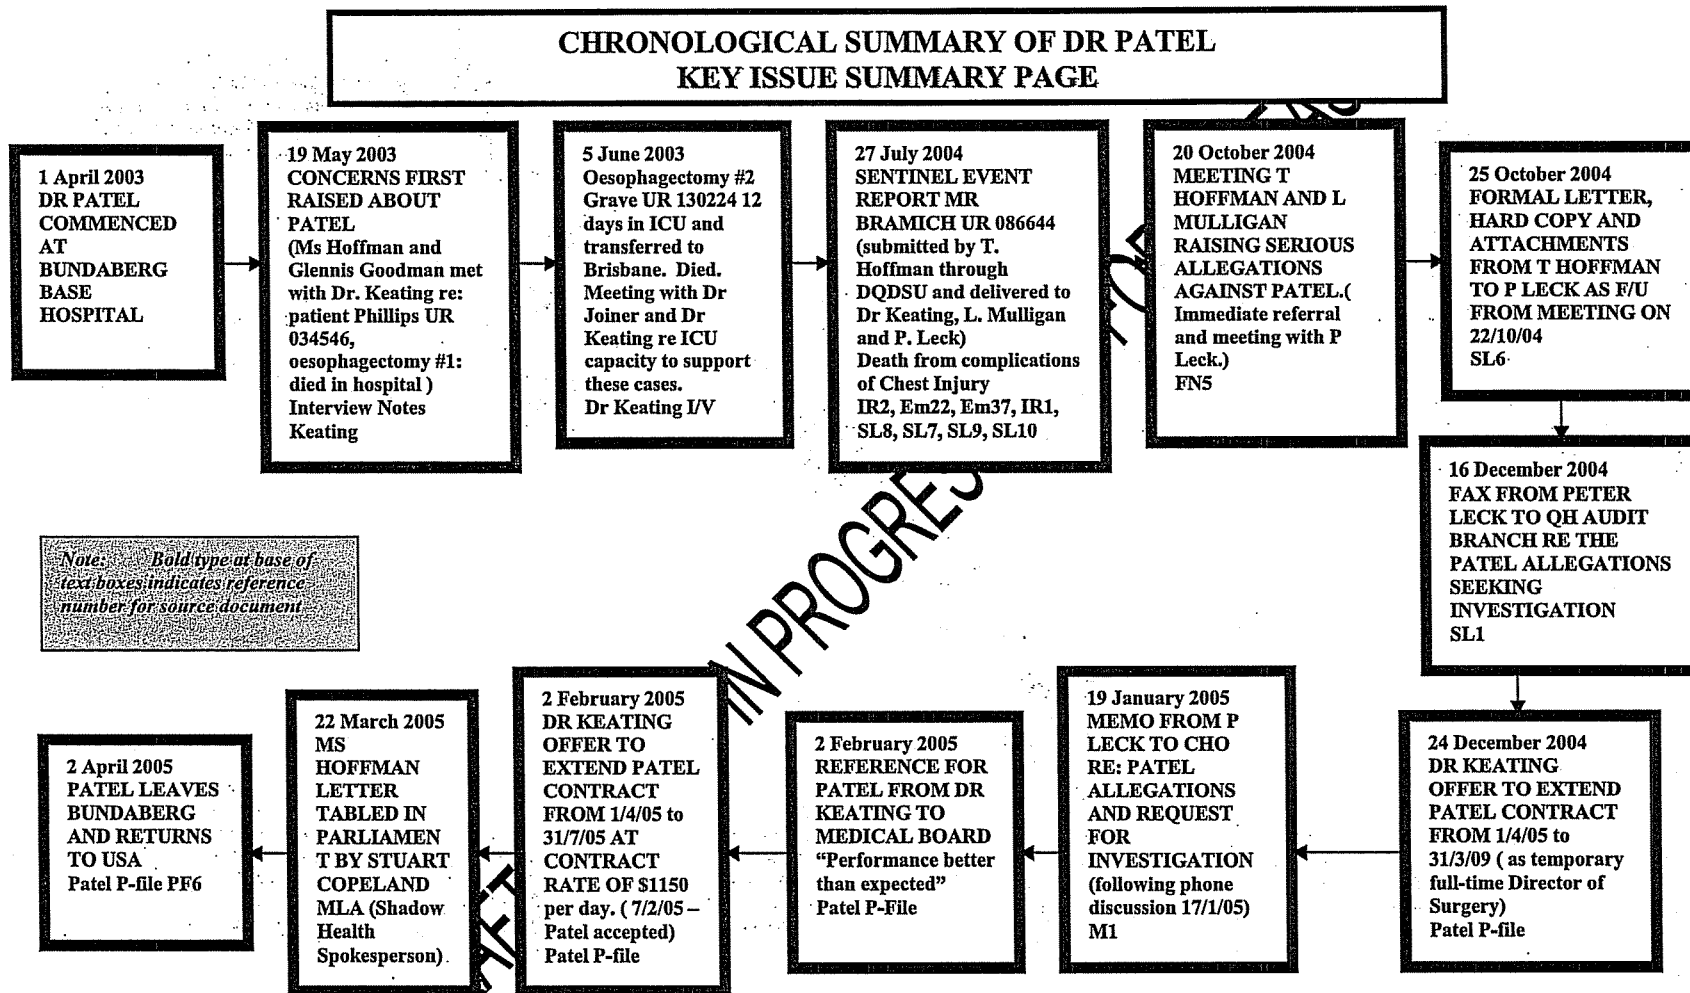 CHRONOLOGICAL SUMMARY OF DR PATEL
KEY ISSUE SUMMARY PAGE
1 April 2003
DR PATEL
COMMENCED
AT
BUNDABERG
BASE
HOSPITAL
19 May 2003
CONCERNS FIRST
RAISED ABOUT
PATEL
(Ms Hoffman and
Glennis Goodman met
with Dr. Keating re:
patient Phillips UR
034546,
oesophagectomy #1:
died in hospital )
Interview Notes
Keating
5 June 2003
Oesophagectomy #2
Grave UR 130224 12
days in ICU and
transferred to
Brisbane. Died.
Meeting with Dr
Joiner and Dr
Keating re ICU
capacity to support
these cases.
Dr Keating I/V
27 July 2004
SENTINEL EVENT
REPORT MR
BRAMICH UR 086644
(submitted by T.
Hoffman through
DQDSU and delivered to
Dr Keating, L. Mulligan
and P. Leck)
Death from complications
of Chest Injury
IR2, Em22, Em37, IR1,
SL8, SL7, SL9, SL10
20 October 2004
MEETING T
HOFFMAN AND L
MULLIGAN
RAISING SERIOUS
ALLEGATIONS
AGAINST PATEL.(
Immediate referral
and meeting with P
Leck.)
FN5
25 October 2004
FORMAL LETTER,
HARD COPY AND
ATTACHMENTS
FROM T HOFFMAN
TO P LECK AS F/U
FROM MEETING ON
22/10/04
SL6
16 December 2004
FAX FROM PETER
LECK TO QH AUDIT
BRANCH RE THE
PATEL ALLEGATIONS
SEEKING
INVESTIGATION
SL1
24 December 2004
DR KEATING
OFFER TO EXTEND
PATEL CONTRACT
FROM 1/4/05 to
31/3/09 ( as temporary
full-time Director of
Surgery)
Patel P-file
19 January 2005
MEMO FROM P
LECK TO CHO
RE: PATEL
ALLEGATIONS
AND REQUEST
FOR
INVESTIGATION
(following phone
discussion 17/1/05)
M1
2 February 2005
REFERENCE FOR
PATEL FROM DR
KEATING TO
MEDICAL BOARD
“Performance better
than expected”
Patel P-File
2 February 2005
DR KEATING
OFFER TO
EXTEND PATEL
CONTRACT
FROM 1/4/05 to
31/7/05 AT
CONTRACT
RATE OF $1150
per day. ( 7/2/05 –
Patel accepted)
Patel P-file
22 March 2005
MS
HOFFMAN
LETTER
TABLED IN
PARLIAMEN
T BY STUART
COPELAND
MLA (Shadow
Health
Spokesperson)
2 April 2005
PATEL LEAVES
BUNDABERG
AND RETURNS
TO USA
Patel P-file PF6
Note: Bold type at base of
text boxes indicates reference
number for source document
IN PROGRES